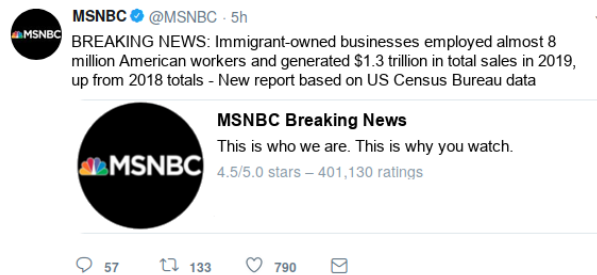 MSNBC @MSNBC · 5h
MSNBC
BREAKING NEWS: Immigrant-owned businesses employed almost 8
million American workers and generated $1.3 trillion in total sales in 2019,
up from 2018 totals - New report based on US Census Bureau data
MSNBC Breaking News
This is who we are. This is why you watch.
MSNBC
4.5/5.0 stars – 401,130 ratings
57 133 790